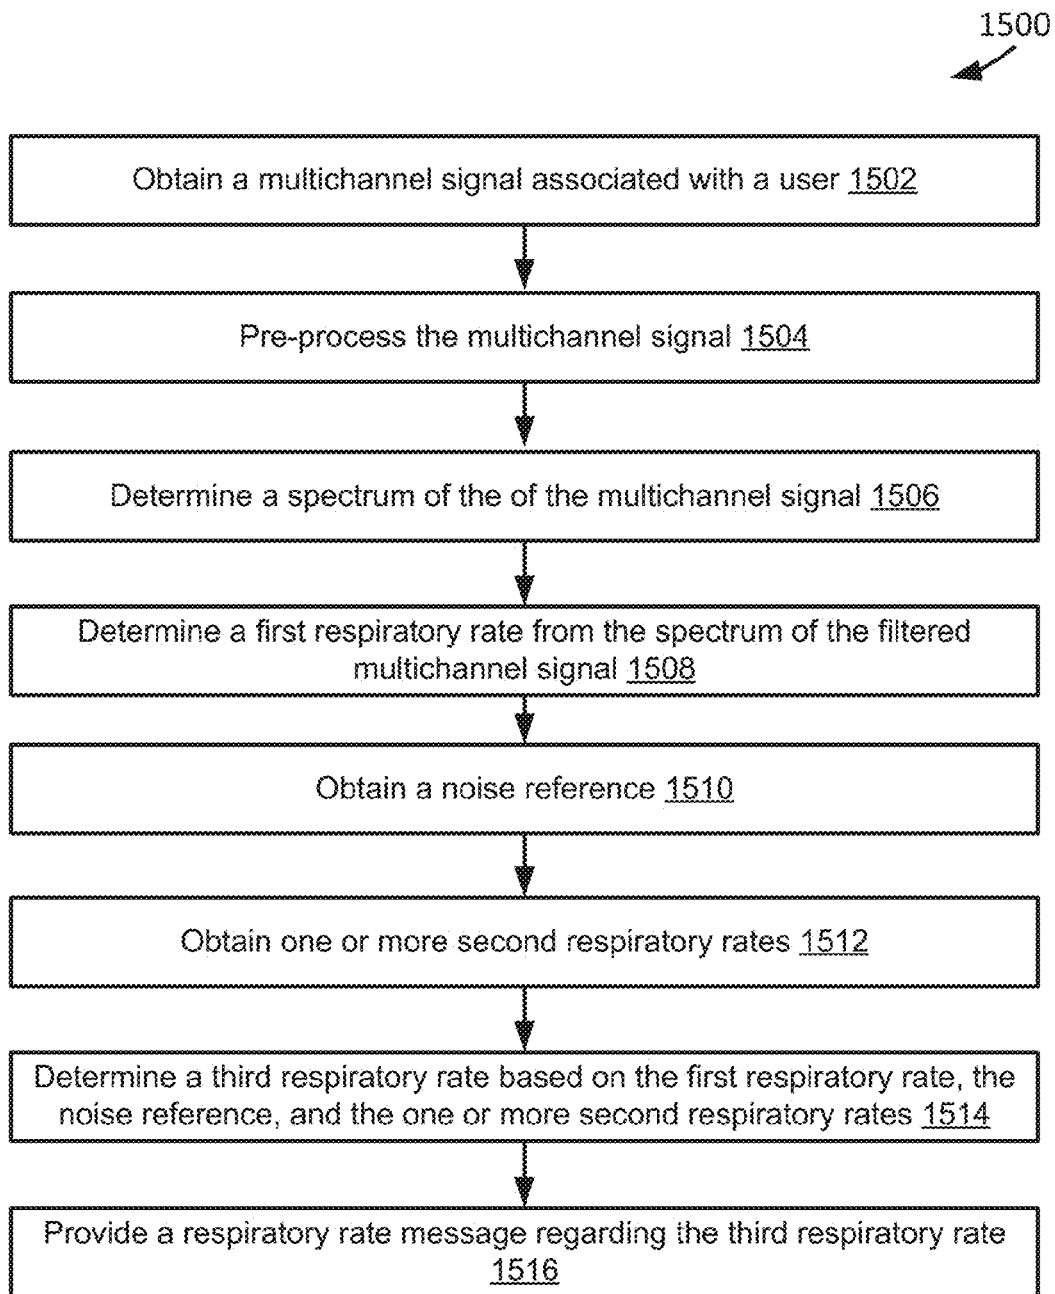 1500
Obtain a multichannel signal associated with a user 1502
Pre-process the multichannel signal 1504
Determine a spectrum of the of the multichannel signal 1506
Determine a first respiratory rate from the spectrum of the filtered
multichannel signal 1508
Obtain a noise reference 1510
Obtain one or more second respiratory rates 1512
Determine a third respiratory rate based on the first respiratory rate, the
noise reference, and the one or more second respiratory rates 1514
Provide a respiratory rate message regarding the third respiratory rate
1516